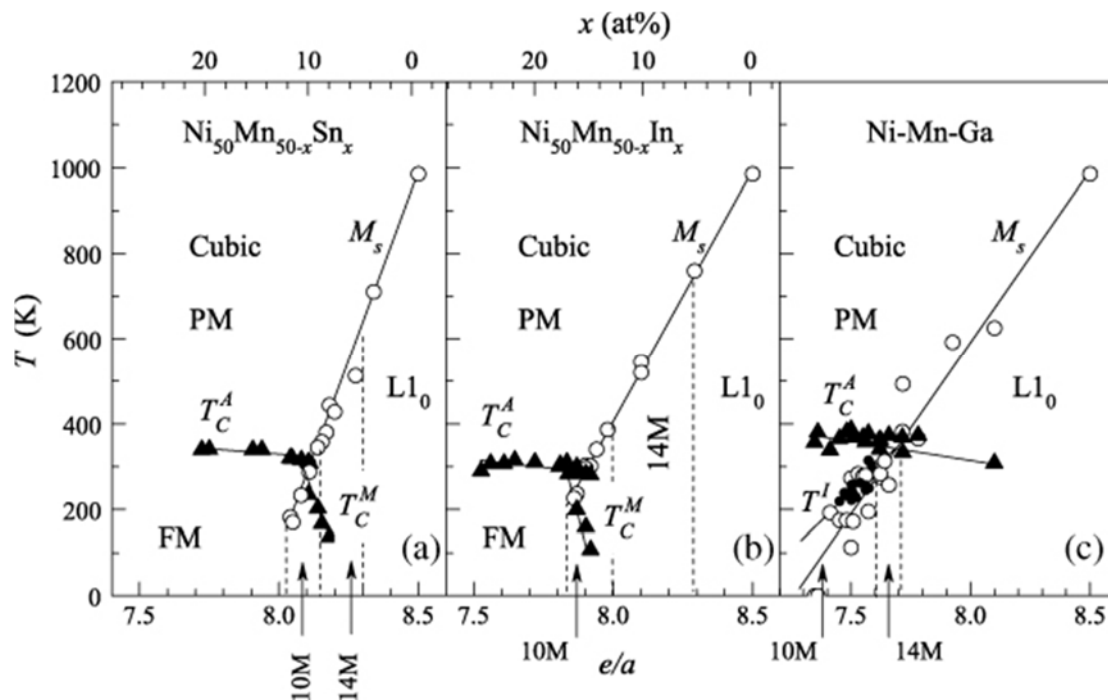 x (at%)
20 10 0 20 10 0
1200
1000
800
600
400
200
0
T (K)
Ni50Mn50-xSnx
Cubic
Ms
PM
L10
TCA
TCM
FM
(a)
Ni50Mn50-xInx
Cubic
Ms
PM
L10
14M
TCA
TCM
FM
(b)
Ni-Mn-Ga
Cubic
Ms
PM
L10
TCA
TI
(c)
7.5 8.0 8.5 7.5 8.0 8.5 7.5 8.0 8.5
10M
14M
10M
e/a
10M
14M